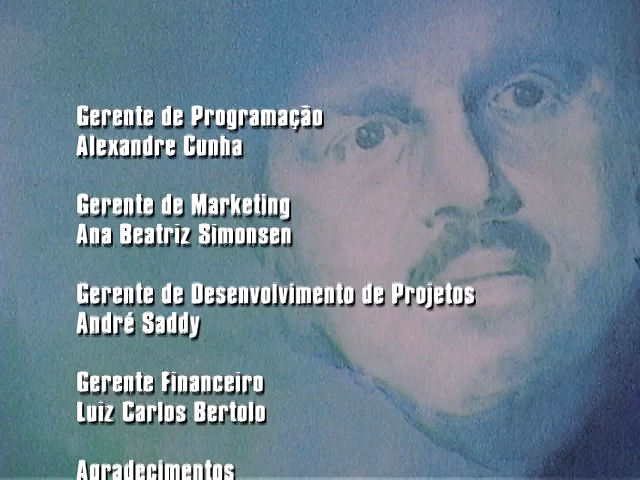 Gerente de Programação
Alexandre Cunha
Gerente de Marketing
Ana Beatriz Simonsen
Gerente de Desenvolvimento de Projetos
André Saddy
Gerente Financeiro
Luiz Carlos Bertolo
Agradecimentos